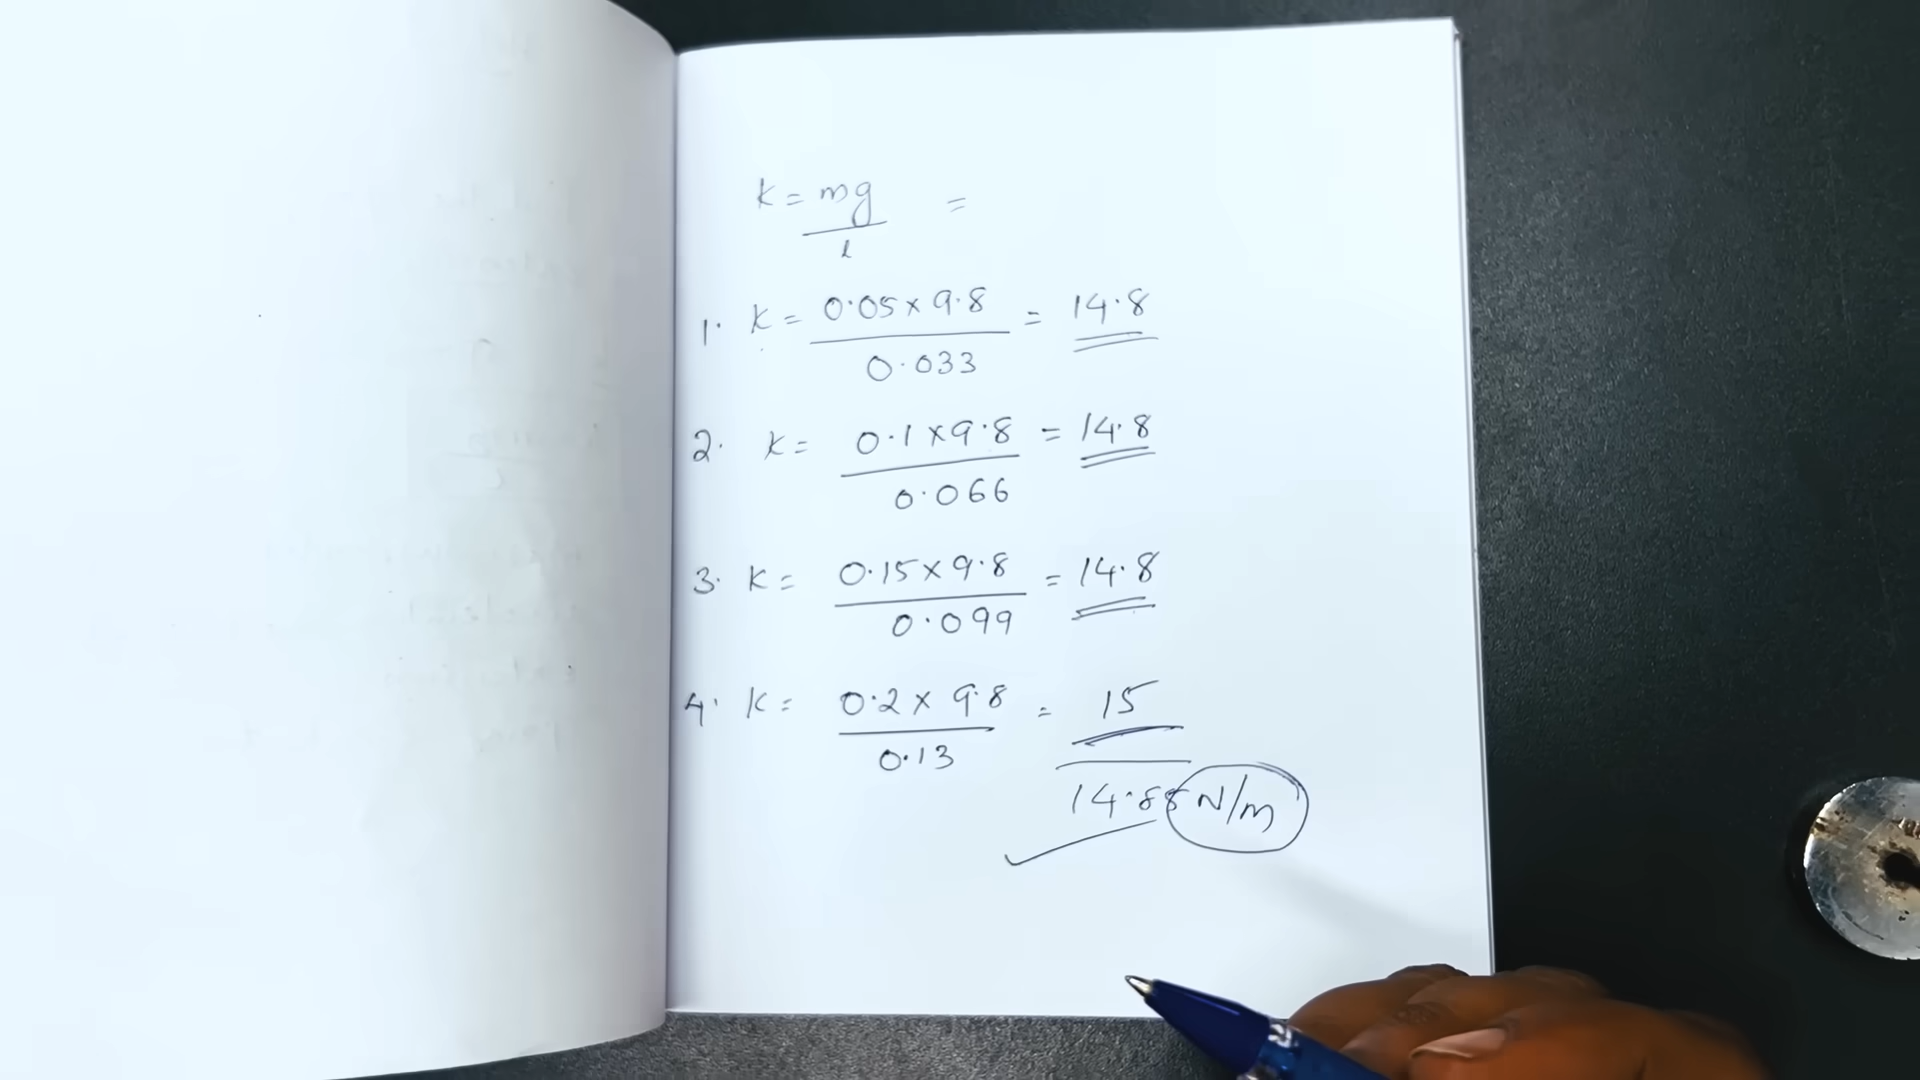 K = mg/l =
1. K = 0.05 x 9.8/0.033 = 14.8
2. K = 0.1 x 9.8/0.066 = 14.8
3. K = 0.15 x 9.8/0.099 = 14.8
4. K = 0.2 x 9.8/0.13 = 15
14.85 N/m